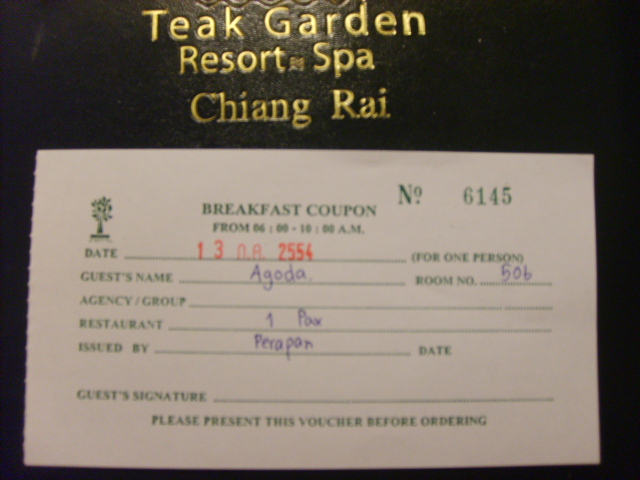 Teak Garden
Resort Spa
Chiang Rai
Nº 6145
BREAKFAST COUPON
FROM 06 : 00 - 10 : 00 A.M.
DATE 13 ก.ค. 2554 (FOR ONE PERSON)
GUEST'S NAME Agoda. ROOM NO. 506
AGENCY / GROUP
RESTAURANT 1 Pax
ISSUED BY Perapan DATE
GUEST'S SIGNATURE
PLEASE PRESENT THIS VOUCHER BEFORE ORDERING